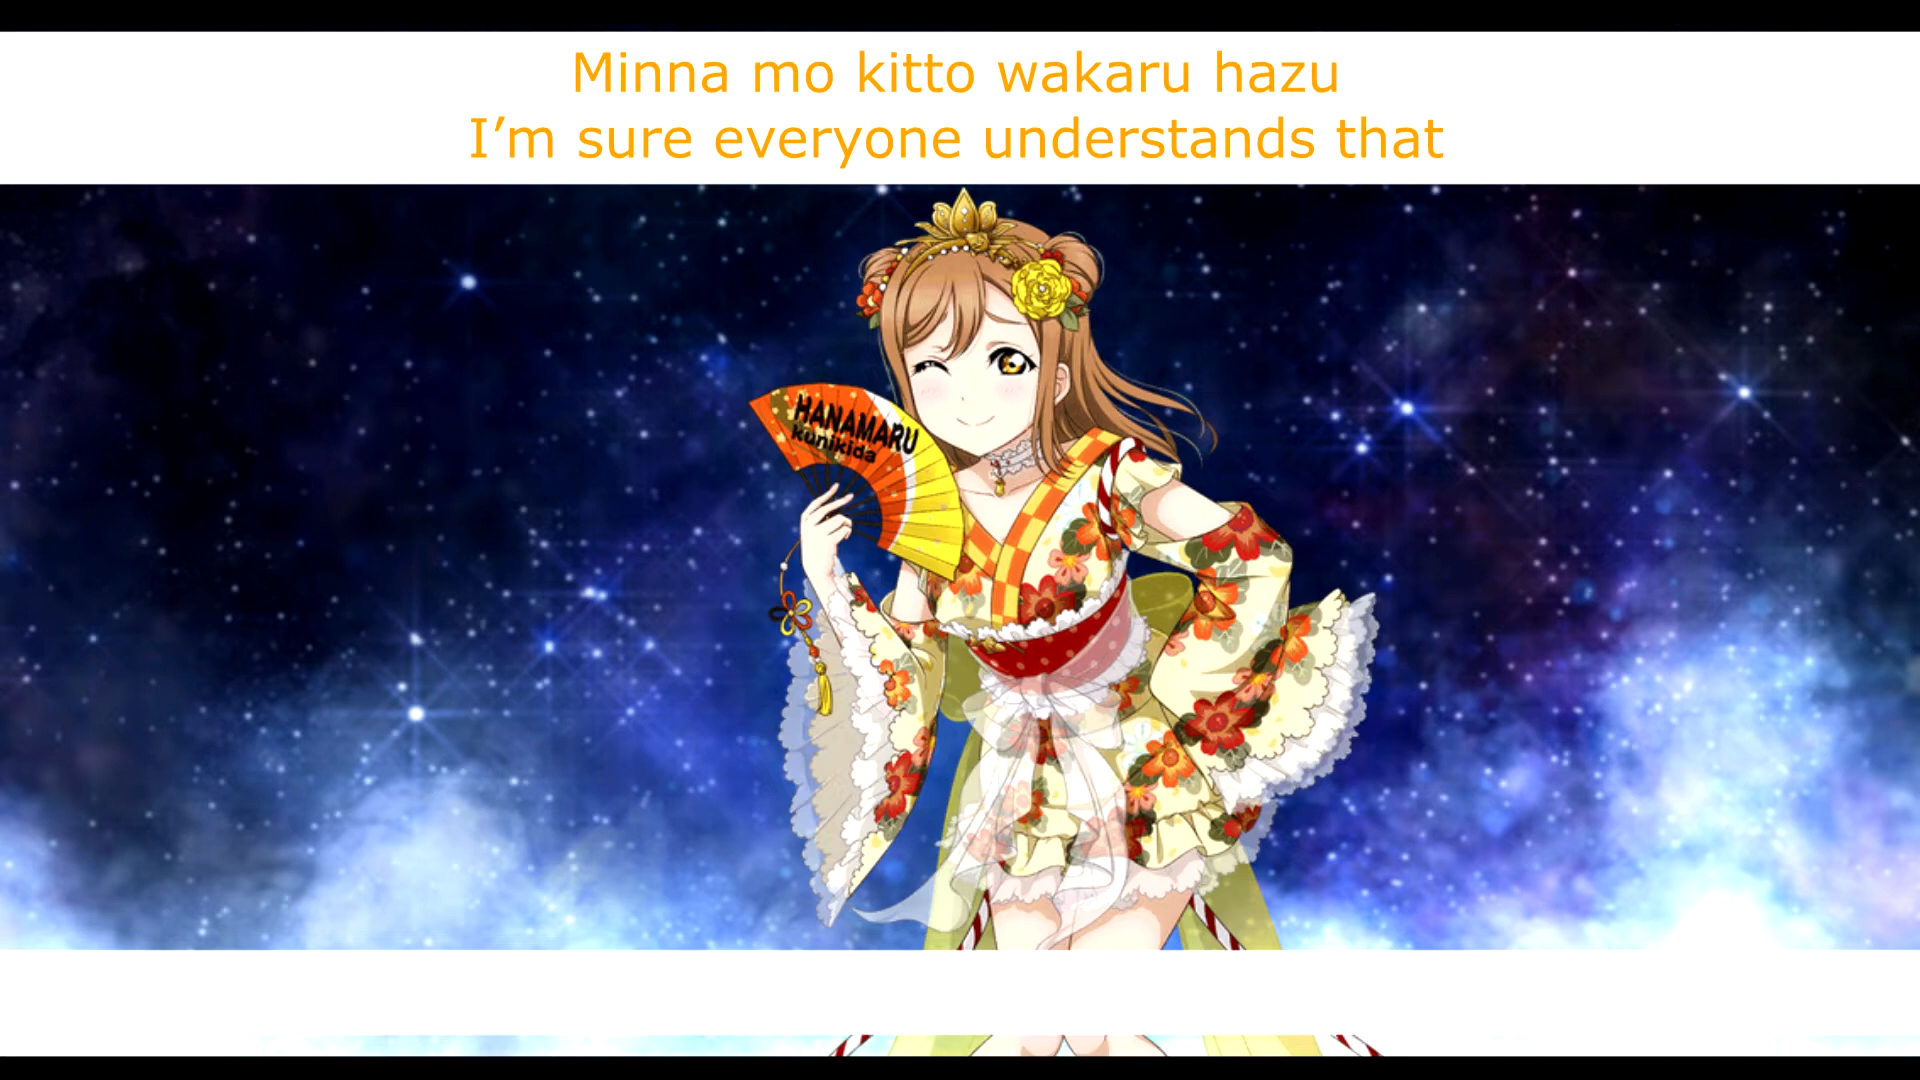 Minna mo kitto wakaru hazu
I’m sure everyone understands that
HANAMARU
kunikida